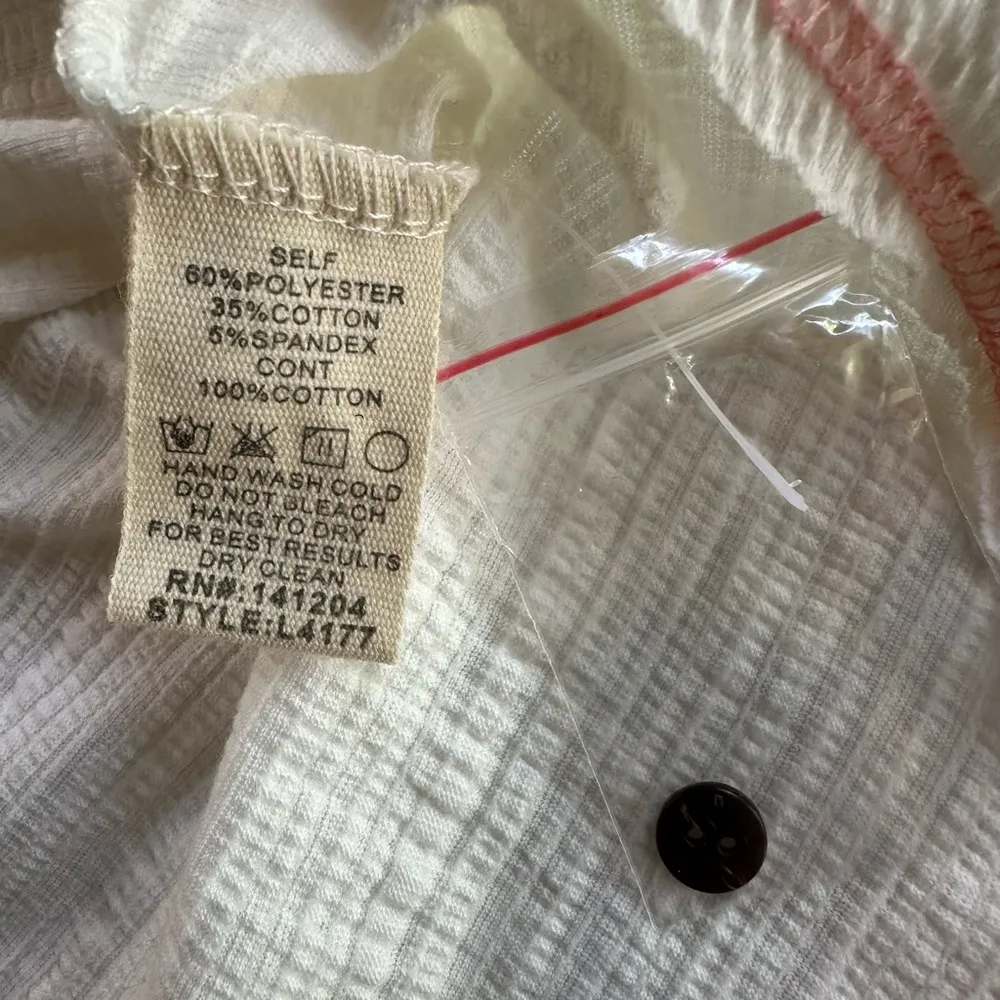 SELF
60%POLYESTER
35%COTTON
5%SPANDEX
CONT
100%COTTON
HAND WASH COLD
DO NOT BLEACH
HANG TO DRY
FOR BEST RESULTS
DRY CLEAN
RN#:141204
STYLE:L4177